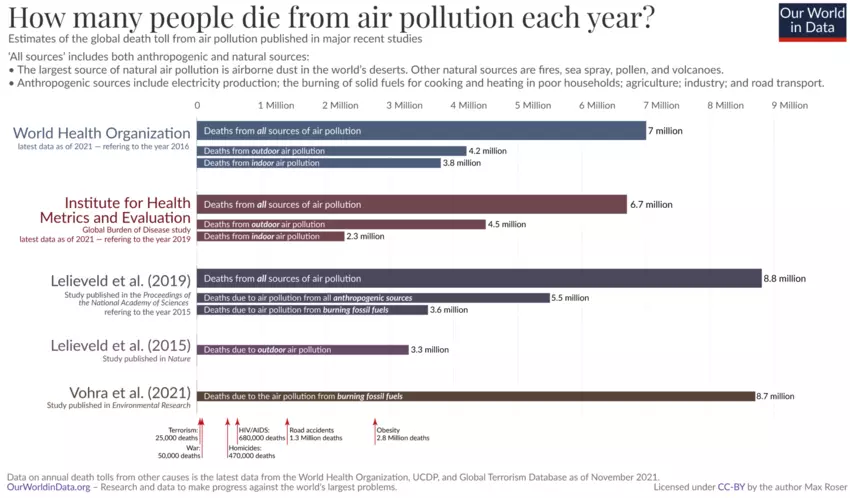 How many people die from air pollution each year?
Our World
in Data
Estimates of the global death toll from air pollution published in major recent studies
'All sources' includes both anthropogenic and natural sources:
• The largest source of natural air pollution is airborne dust in the world's deserts. Other natural sources are fires, sea spray, pollen, and volcanoes.
• Anthropogenic sources include electricity production; the burning of solid fuels for cooking and heating in poor households; agriculture; industry; and road transport.
0 1 Million 2 Million 3 Million 4 Million 5 Million 6 Million 7 Million 8 Million 9 Million
World Health Organization
latest data as of 2021 — refering to the year 2016
Deaths from all sources of air pollution 7 million
Deaths from outdoor air pollution 4.2 million
Deaths from indoor air pollution 3.8 million
Institute for Health
Metrics and Evaluation
Global Burden of Disease study
latest data as of 2021 — refering to the year 2019
Deaths from all sources of air pollution 6.7 million
Deaths from outdoor air pollution 4.5 million
Deaths from indoor air pollution 2.3 million
Lelieveld et al. (2019)
Study published in the Proceedings of
the National Academy of Sciences
refering to the year 2015
Deaths from all sources of air pollution 8.8 million
Deaths due to air pollution from all anthropogenic sources 5.5 million
Deaths due to air pollution from burning fossil fuels 3.6 million
Lelieveld et al. (2015)
Study published in Nature
Deaths due to outdoor air pollution 3.3 million
Vohra et al. (2021)
Study published in Environmental Research
Deaths due to the air pollution from burning fossil fuels 8.7 million
Terrorism:
25,000 deaths
War:
50,000 deaths
HIV/AIDS:
680,000 deaths
Homicides:
470,000 deaths
Road accidents
1.3 Million deaths
Obesity
2.8 Million deaths
Data on annual death tolls from other causes is the latest data from the World Health Organization, UCDP, and Global Terrorism Database as of November 2021.
OurWorldinData.org – Research and data to make progress against the world's largest problems.
Licensed under CC-BY by the author Max Roser